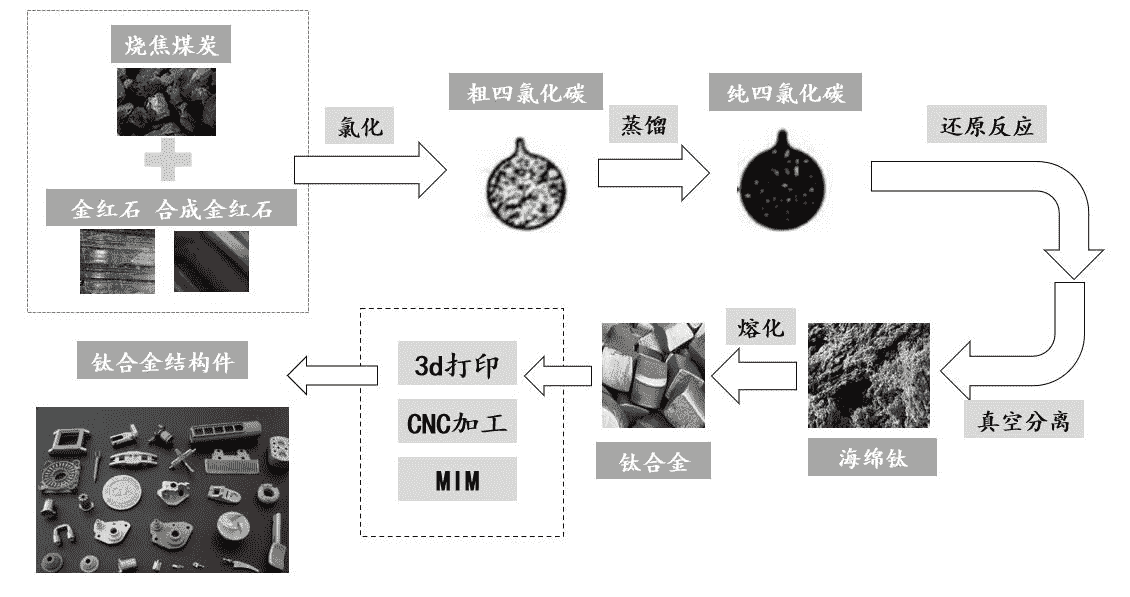 烧焦煤炭
金红石 合成金红石
氯化
粗四氯化碳
蒸馏
纯四氯化碳
还原反应
真空分离
海绵钛
熔化
钛合金
3d打印
CNC加工
MIM
钛合金结构件